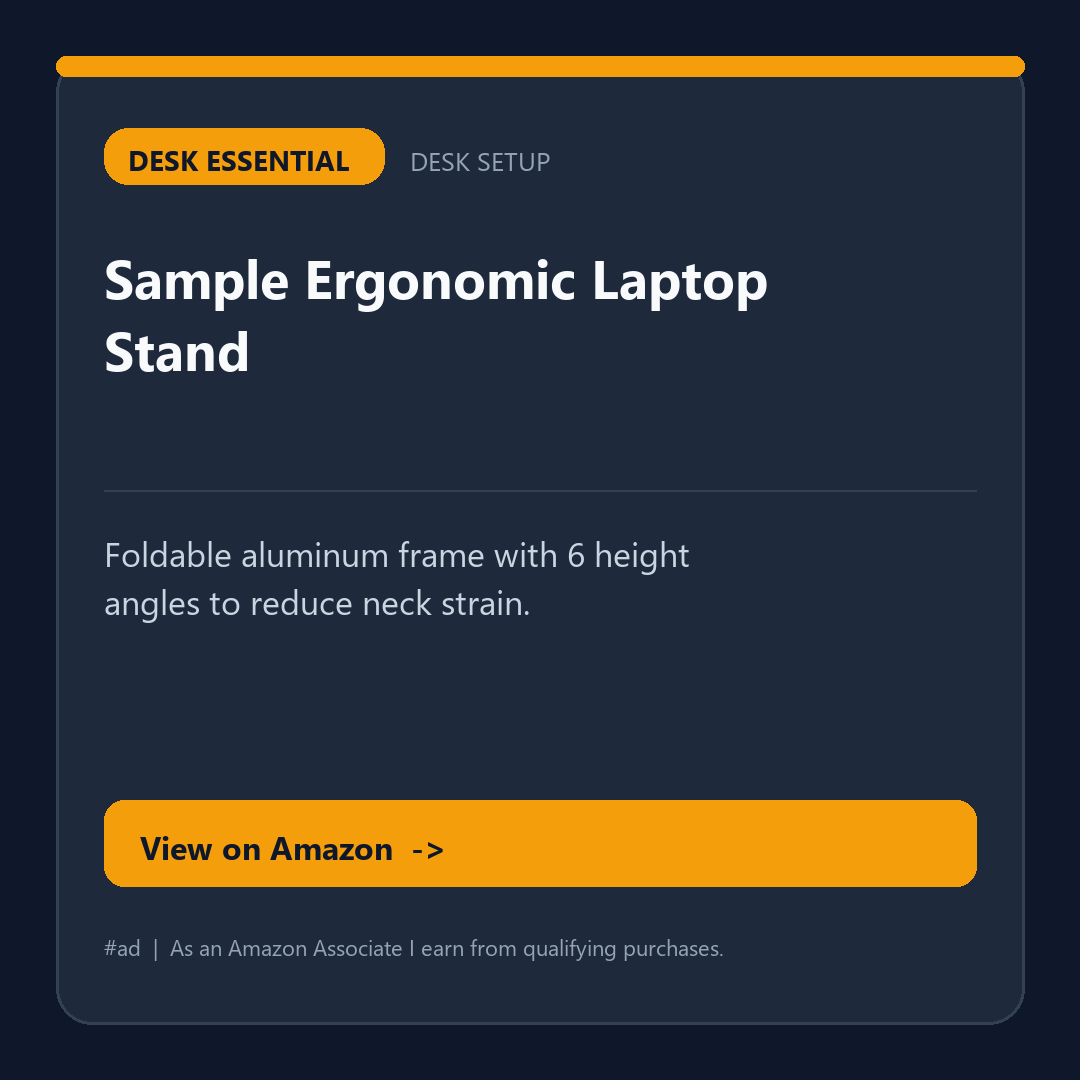 DESK ESSENTIAL DESK SETUP
Sample Ergonomic Laptop
Stand
Foldable aluminum frame with 6 height
angles to reduce neck strain.
View on Amazon ->
#ad | As an Amazon Associate I earn from qualifying purchases.